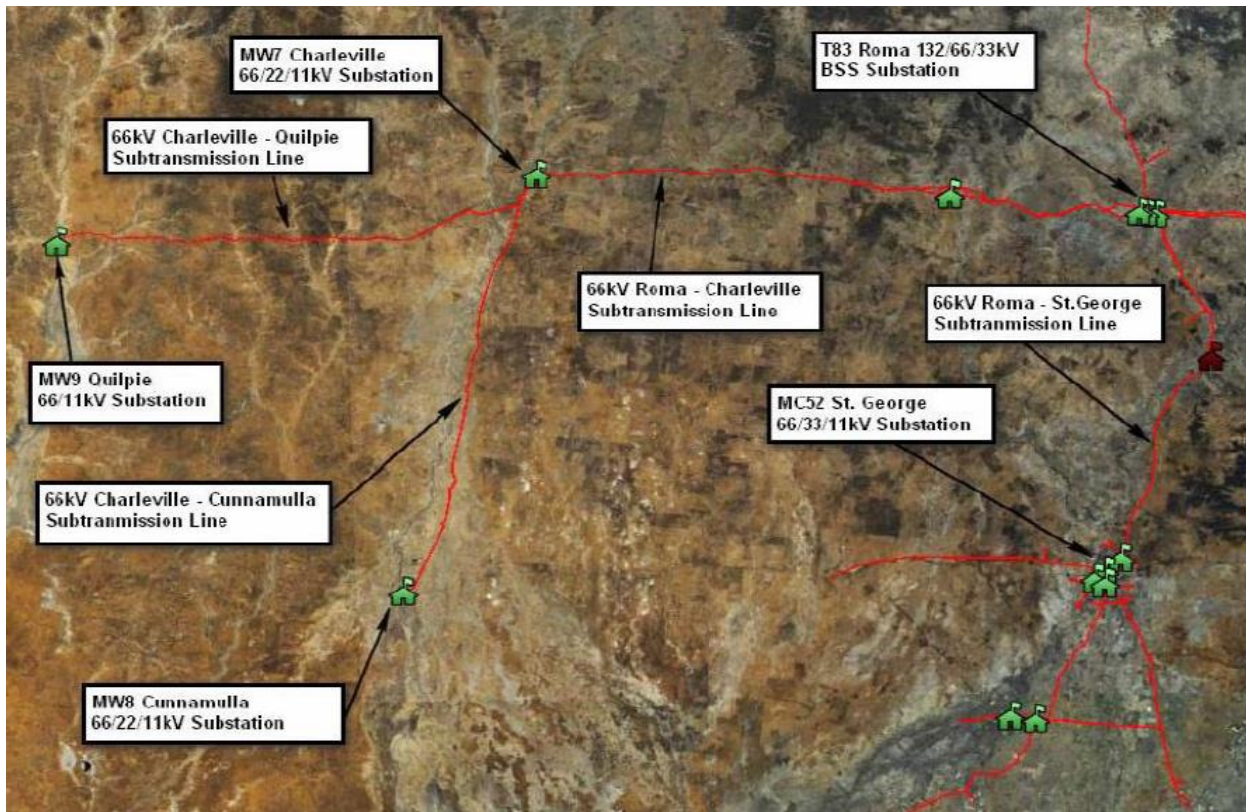 MW7 Charleville
66/22/11kV Substation
T83 Roma 132/66/33kV
BSS Substation
66kV Charleville - Quilpie
Subtransmission Line
66kV Roma - Charleville
Subtransmission Line
66kV Roma - St.George
Subtranmission Line
MW9 Quilpie
66/11kV Substation
MC52 St. George
66/33/11kV Substation
66kV Charleville - Cunnamulla
Subtranmission Line
MW8 Cunnamulla
66/22/11kV Substation